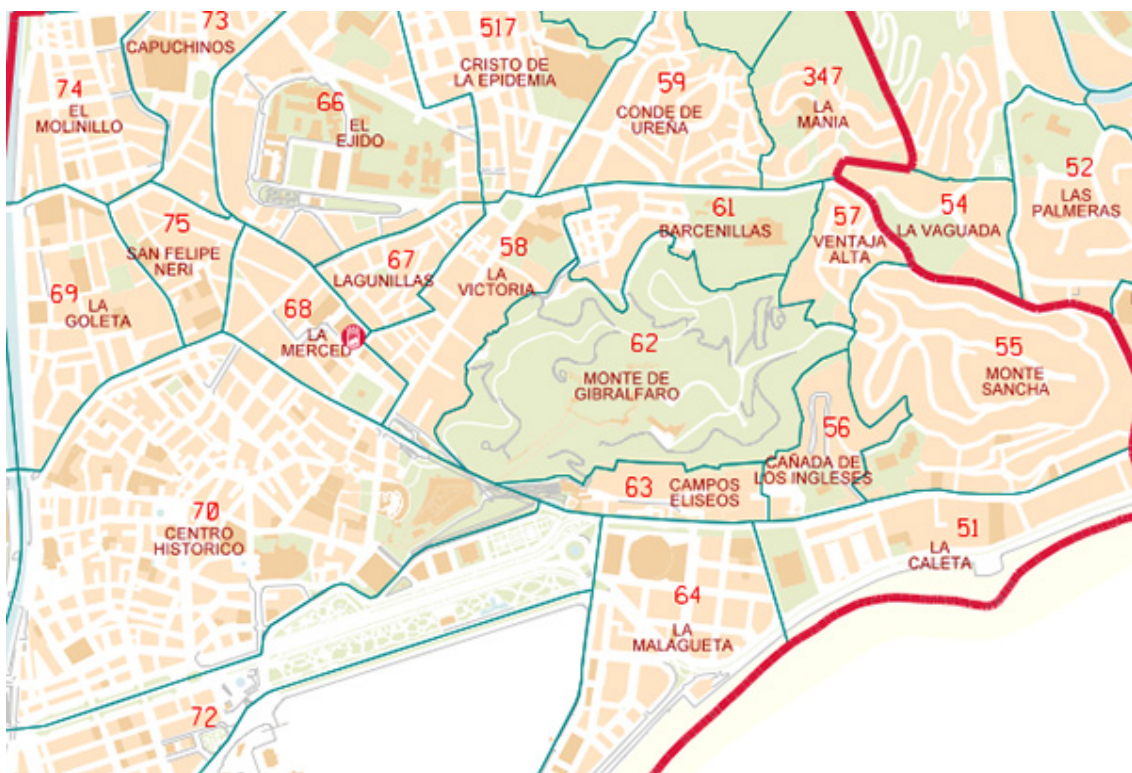 73
CAPUCHINOS
517
CRISTO DE
LA EPIDEMIA
59
CONDE DE
UREÑA
347
LA
MANIA
74
EL
MOLINILLO
66
EL
EJIDO
52
LAS
PALMERAS
75
SAN FELIPE
NERI
67
LAGUNILLAS
58
LA
VICTORIA
61
BARCENILLAS
57
VENTAJA
ALTA
54
LA VAGUADA
69
LA
GOLETA
68
LA
MERCED
62
MONTE DE
GIBRALFARO
55
MONTE
SANCHA
56
CAÑADA DE
LOS INGLESES
63
CAMPOS
ELISEOS
70
CENTRO
HISTORICO
51
LA
CALETA
64
LA
MALAGUETA
72